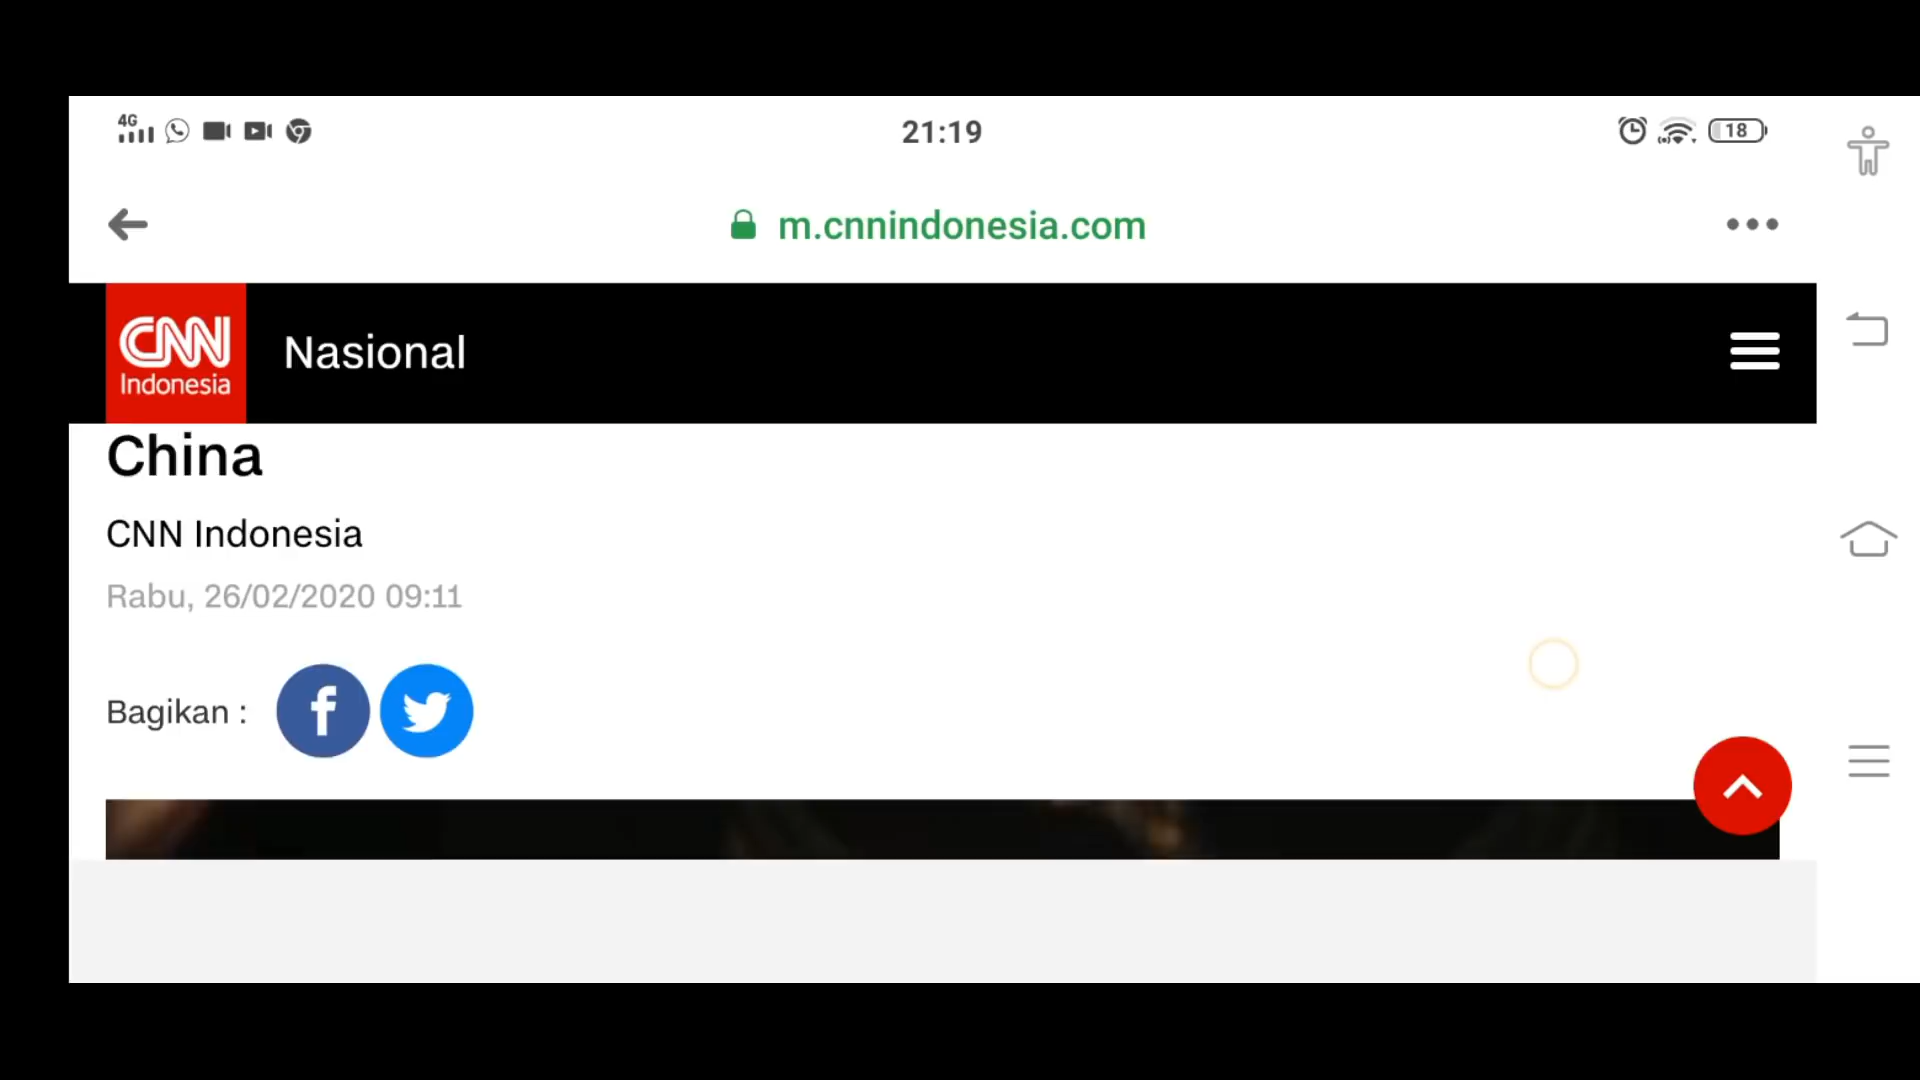 4G
21:19
18
m.cnnindonesia.com
CNN
Indonesia
Nasional
China
CNN Indonesia
Rabu, 26/02/2020 09:11
Bagikan :